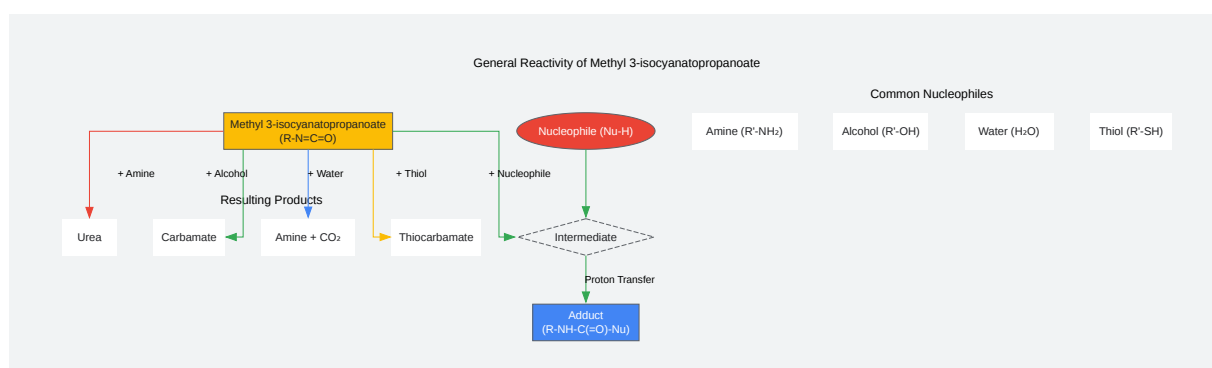 General Reactivity of Methyl 3-isocyanatopropanoate
Common Nucleophiles
Methyl 3-isocyanatopropanoate
(R-N=C=O)
Nucleophile (Nu-H)
Amine (R'-NH₂)
Alcohol (R'-OH)
Water (H₂O)
Thiol (R'-SH)
+ Amine
+ Alcohol
+ Water
+ Thiol
+ Nucleophile
Resulting Products
Urea
Carbamate
Amine + CO₂
Thiocarbamate
Intermediate
Proton Transfer
Adduct
(R-NH-C(=O)-Nu)